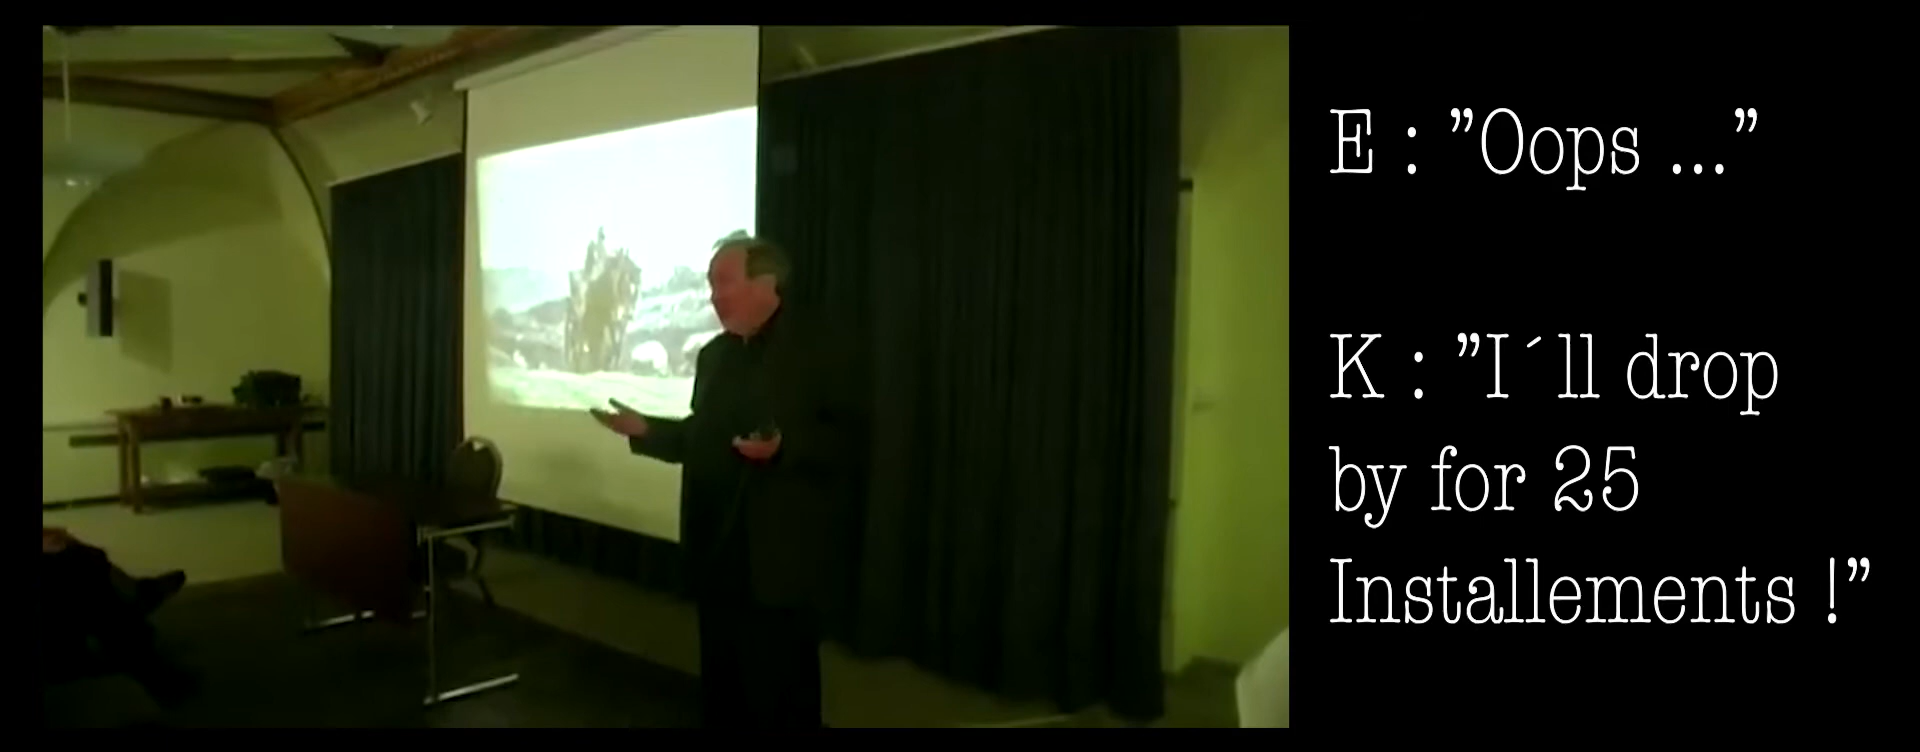 E : ”Oops ...”
K : ”I´ll drop
by for 25
Installements !”